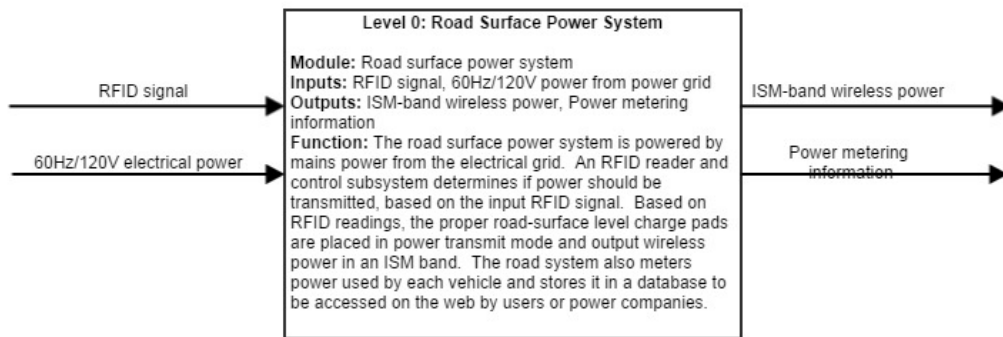 Level 0: Road Surface Power System
Module: Road surface power system
Inputs: RFID signal, 60Hz/120V power from power grid
Outputs: ISM-band wireless power, Power metering
information
Function: The road surface power system is powered by
mains power from the electrical grid.  An RFID reader and
control subsystem determines if power should be
transmitted, based on the input RFID signal.  Based on
RFID readings, the proper road-surface level charge pads
are placed in power transmit mode and output wireless
power in an ISM band.  The road system also meters
power used by each vehicle and stores it in a database to
be accessed on the web by users or power companies.
RFID signal
60Hz/120V electrical power
ISM-band wireless power
Power metering
information